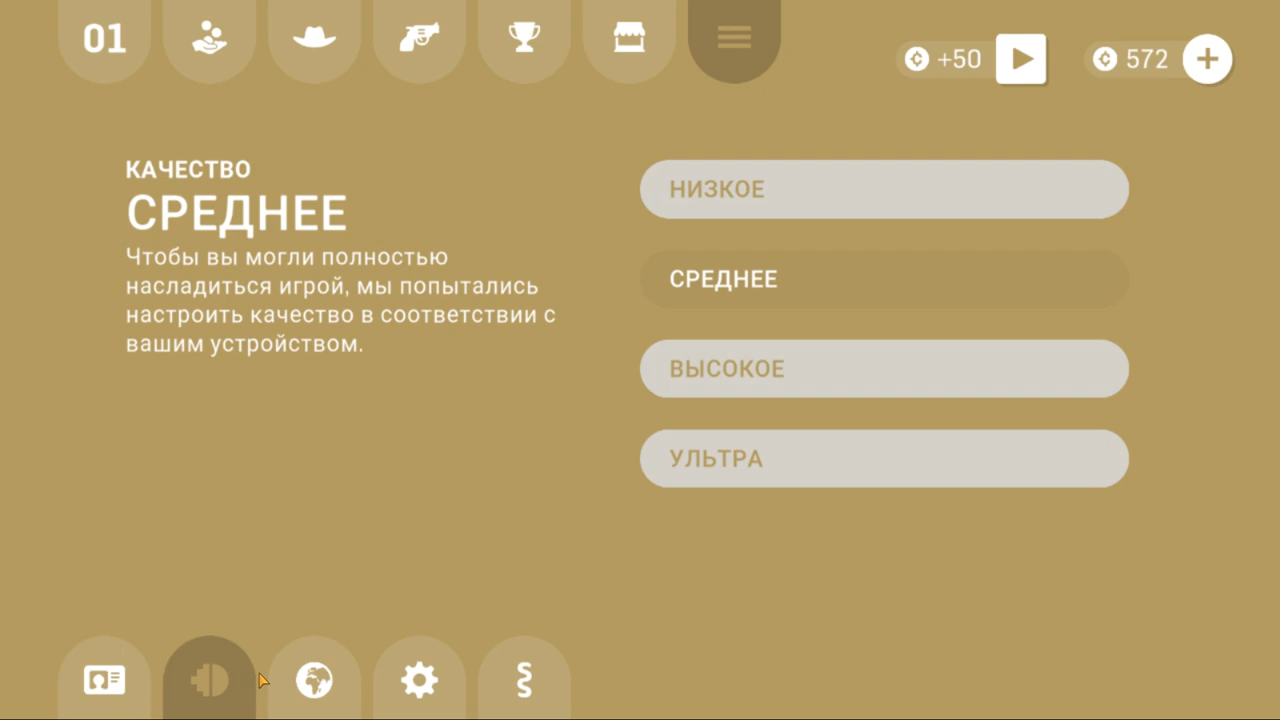 01
+50
572
КАЧЕСТВО
СРЕДНЕЕ
Чтобы вы могли полностью
насладиться игрой, мы попытались
настроить качество в соответствии с
вашим устройством.
НИЗКОЕ
СРЕДНЕЕ
ВЫСОКОЕ
УЛЬТРА